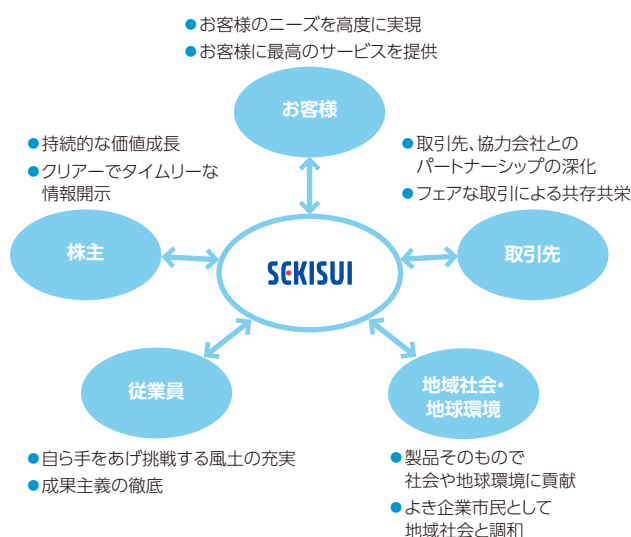 ●お客様のニーズを高度に実現
●お客様に最高のサービスを提供
お客様
●持続的な価値成長
●クリアーでタイムリーな
情報開示
●取引先、協力会社との
パートナーシップの深化
●フェアな取引による共存共栄
株主
SEKISUI
取引先
従業員
地域社会・
地球環境
●自ら手をあげ挑戦する風土の充実
●成果主義の徹底
●製品そのもので
社会や地球環境に貢献
●よき企業市民として
地域社会と調和